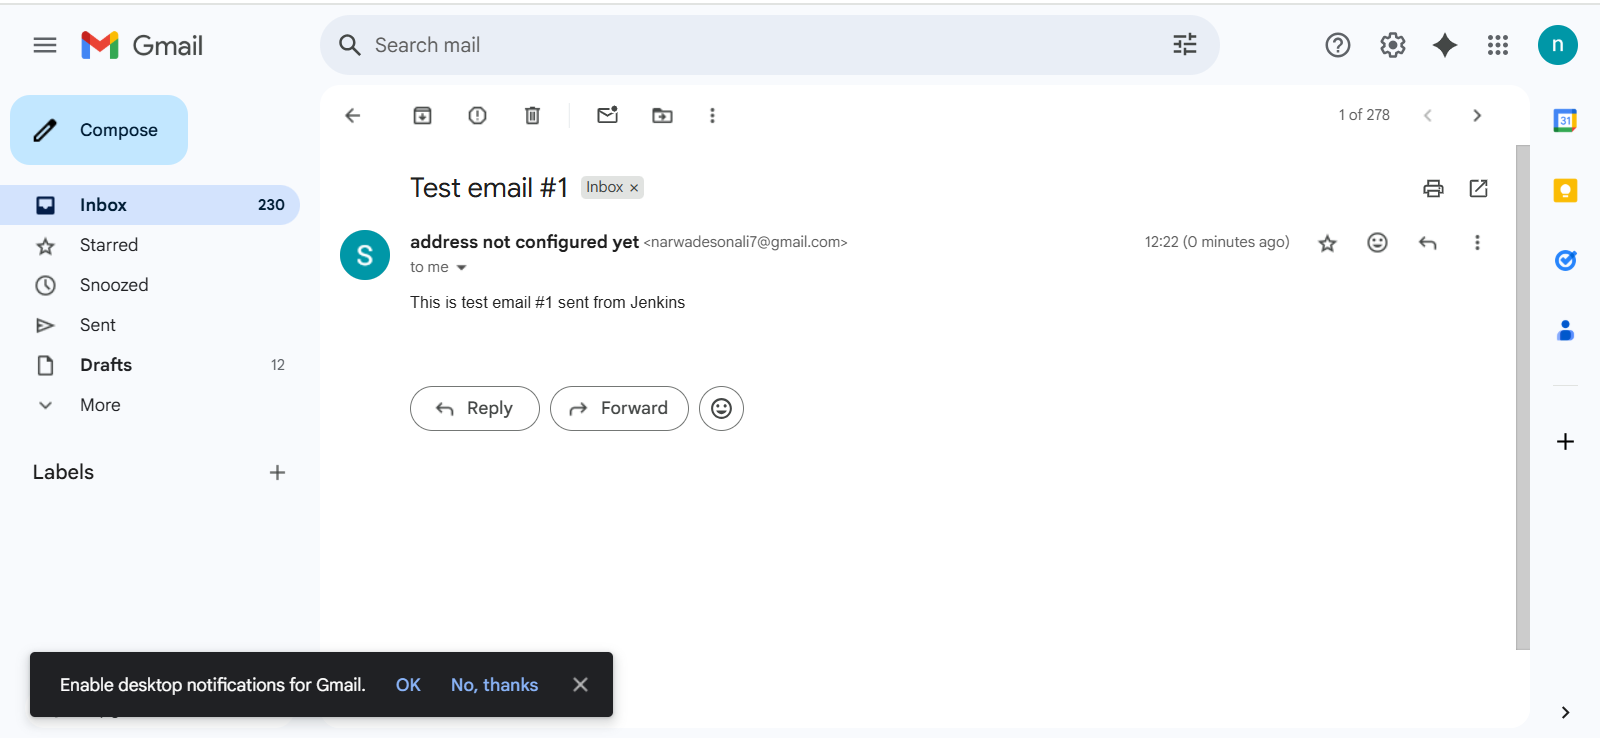 Gmail
Search mail
n
Compose
1 of 278
31
Test email #1 Inbox ×
Inbox 230
Starred
Snoozed
Sent
Drafts 12
More
Labels
S
address not configured yet <narwadesonali7@gmail.com> 12:22 (0 minutes ago)
to me
This is test email #1 sent from Jenkins
Reply
Forward
Enable desktop notifications for Gmail. OK No, thanks